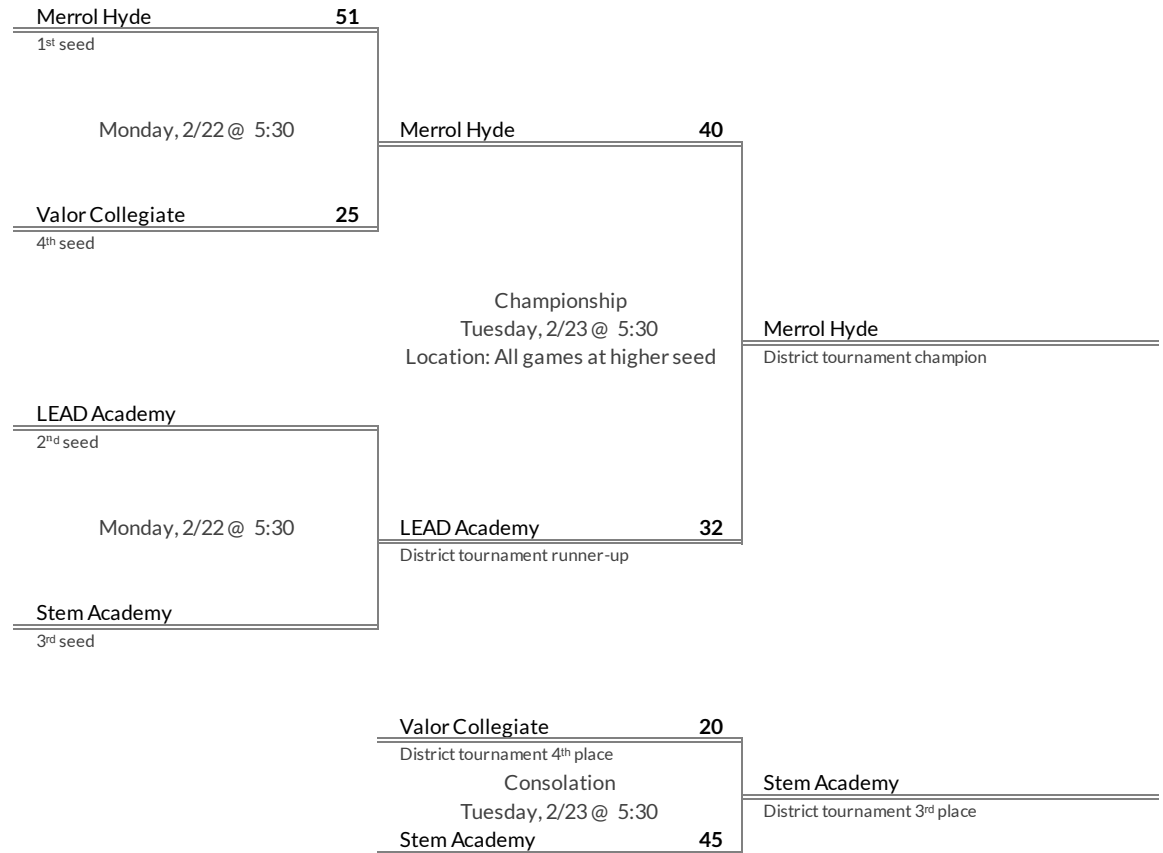 Merrol Hyde 51
1st seed
Monday, 2/22 @ 5:30
Merrol Hyde 40
Valor Collegiate 25
4th seed
Championship
Tuesday, 2/23 @ 5:30
Location: All games at higher seed
Merrol Hyde
District tournament champion
LEAD Academy
2nd seed
Monday, 2/22 @ 5:30
LEAD Academy 32
District tournament runner-up
Stem Academy
3rd seed
Valor Collegiate 20
District tournament 4th place
Consolation
Tuesday, 2/23 @ 5:30
Stem Academy 45
Stem Academy
District tournament 3rd place